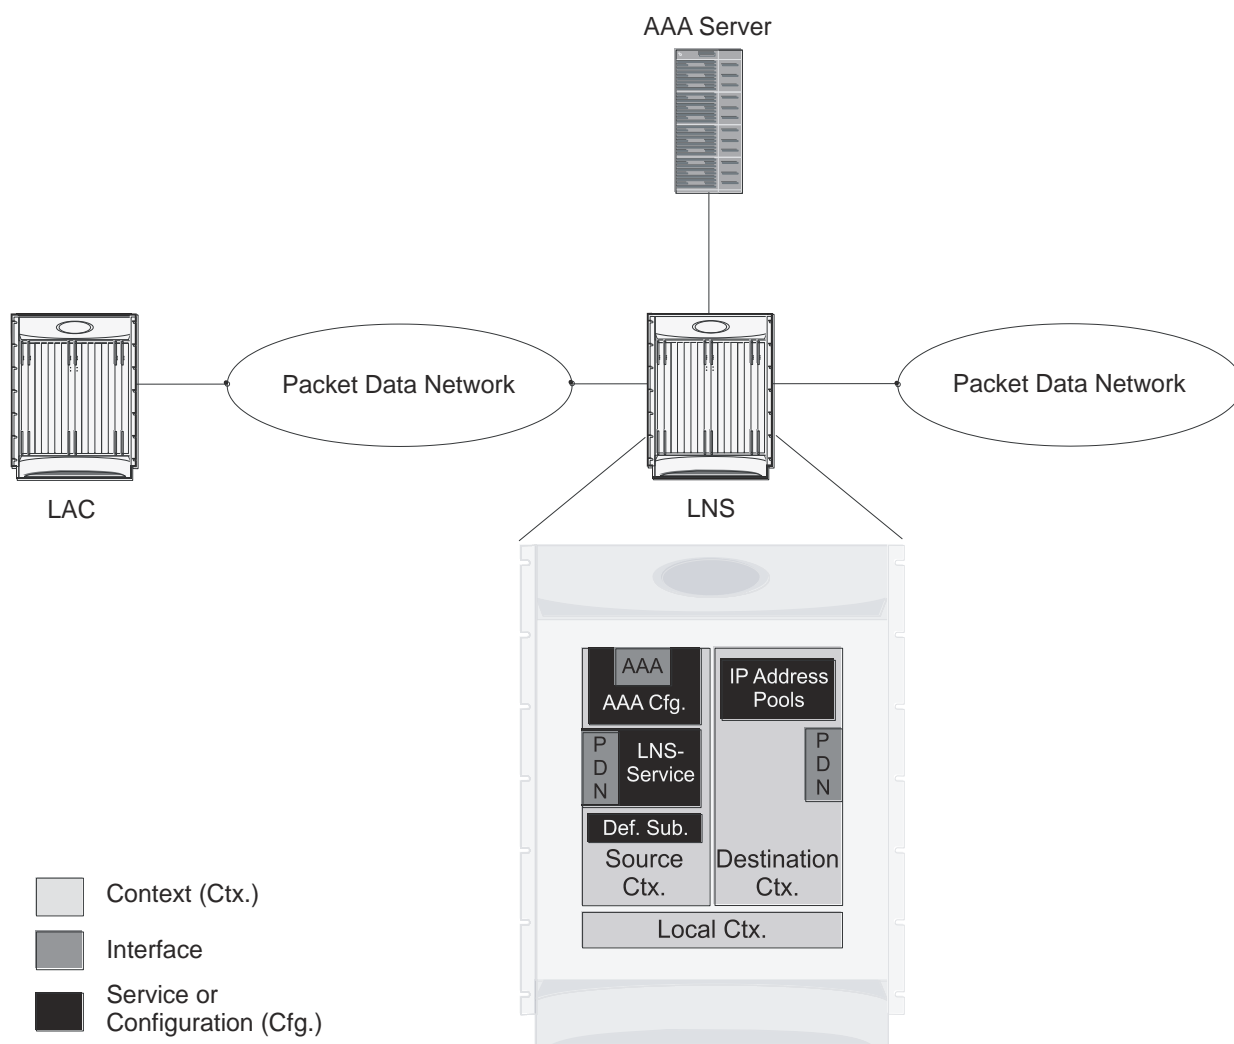 AAA Server
Packet Data Network
Packet Data Network
LAC
LNS
AAA
AAA Cfg.
IP Address
Pools
P
D
N
LNS-
Service
P
D
N
Def. Sub.
Source
Ctx.
Destination
Ctx.
Local Ctx.
Context (Ctx.)
Interface
Service or
Configuration (Cfg.)